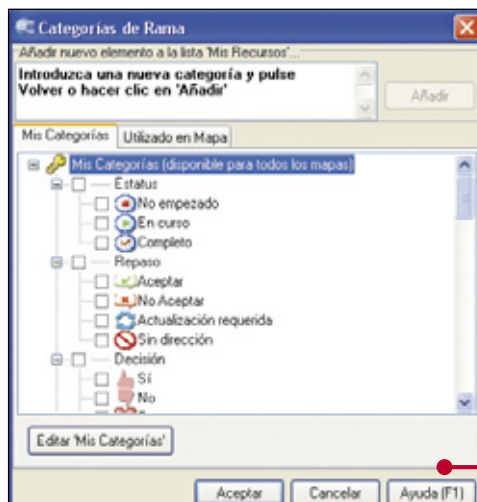 Categorías de Rama
Añadir nuevo elemento a la lista 'Mis Recursos'...
Introduzca una nueva categoría y pulse
Volver o hacer clic en 'Añadir'
Añadir
Mis Categorías
Utilizado en Mapa
Mis Categorías (disponible para todos los mapas)
Estatus
No empezado
En curso
Completo
Repaso
Aceptar
No Aceptar
Actualización requerida
Sin dirección
Decisión
Sí
No
Editar 'Mis Categorías'
Aceptar
Cancelar
Ayuda (F1)